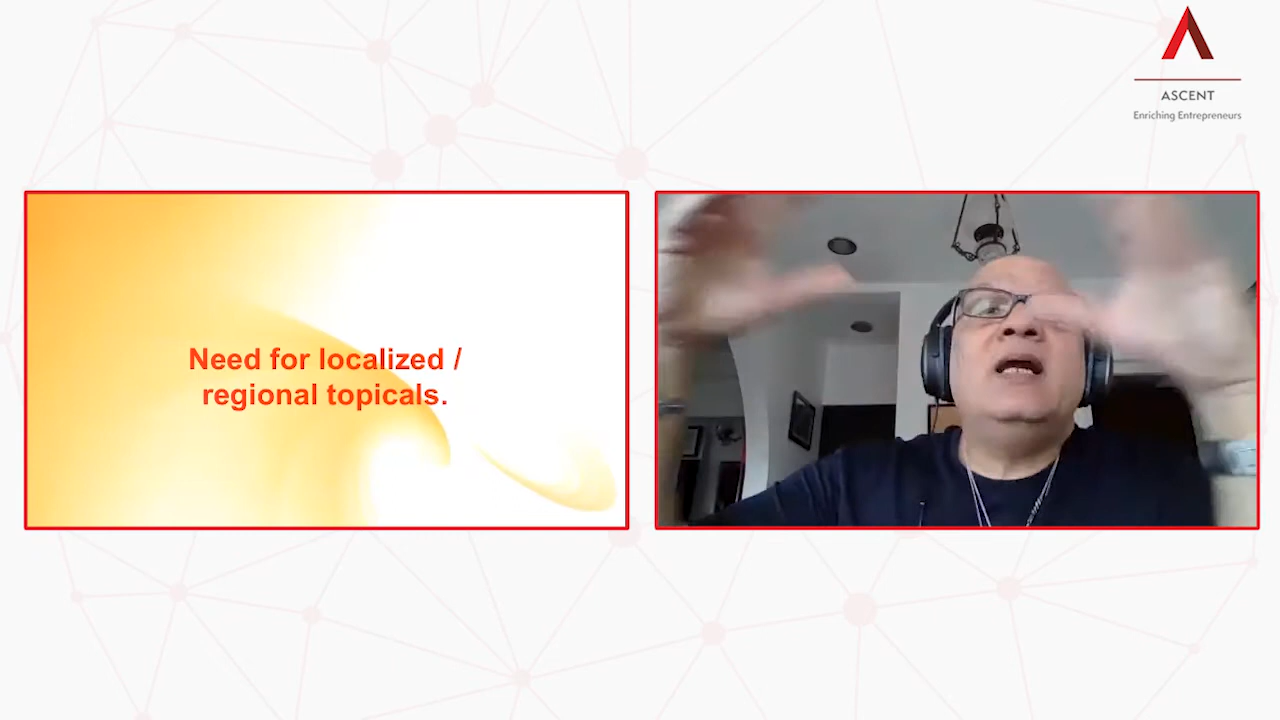 ASCENT
Enriching Entrepreneurs
Need for localized /
regional topicals.